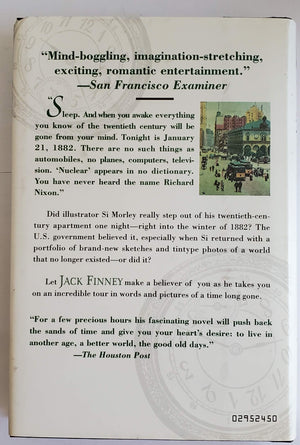 “Mind-boggling, imagination-stretching,
exciting, romantic entertainment.”
—San Francisco Examiner
“Sleep. And when you awake everything
you know of the twentieth century will be
gone from your mind. Tonight is January
21, 1882. There are no such things as
automobiles, no planes, computers, televi-
sion. ‘Nuclear’ appears in no dictionary.
You have never heard the name Richard
Nixon.”
Did illustrator Si Morley really step out of his twentieth-cen-
tury apartment one night—right into the winter of 1882? The
U.S. government believed it, especially when Si returned with a
portfolio of brand-new sketches and tintype photos of a world
that no longer existed—or did it?
Let JACK FINNEY make a believer of you as he takes you
on an incredible tour in words and pictures of a time long gone.
“For a few precious hours his fascinating novel will push back
the sands of time and give you your heart’s desire: to live in
another age, a better world, the good old days.”
—The Houston Post
02952450